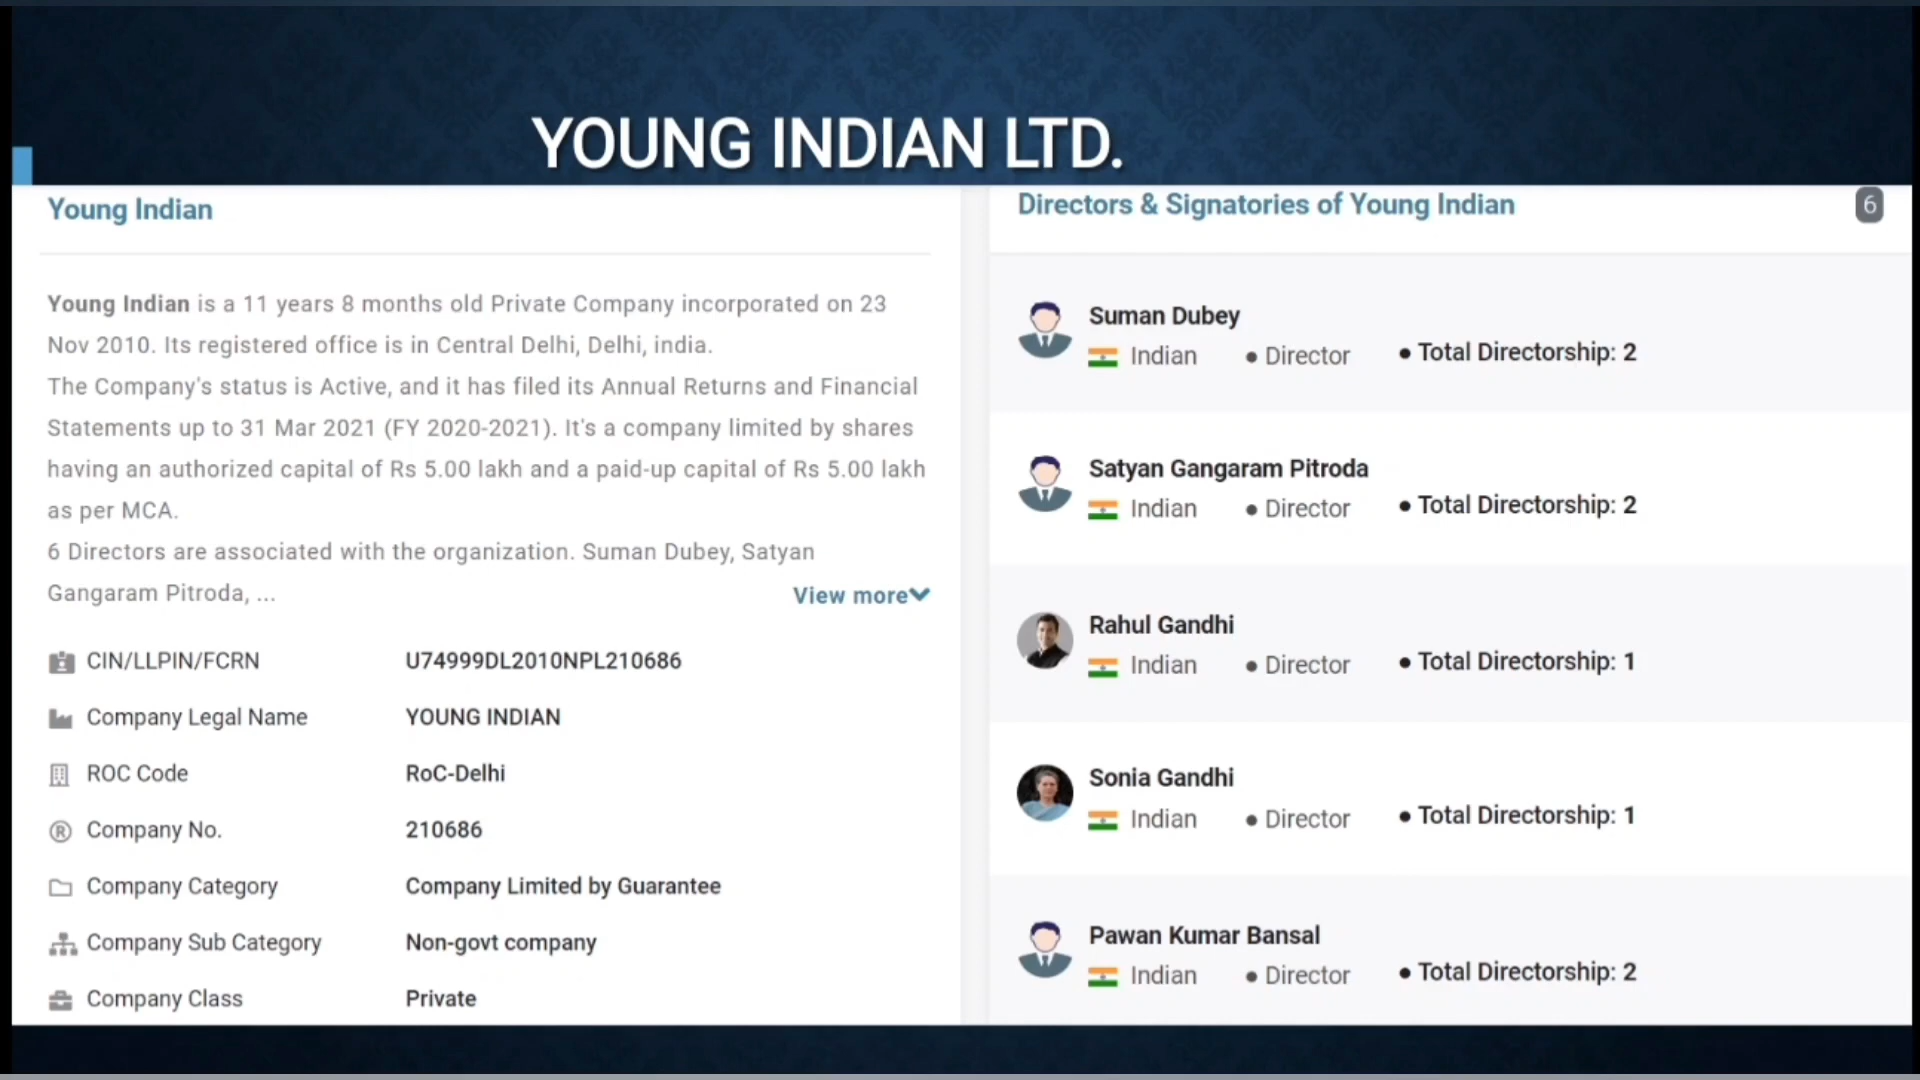 YOUNG INDIAN LTD.
Young Indian
Young Indian is a 11 years 8 months old Private Company incorporated on 23
Nov 2010. Its registered office is in Central Delhi, Delhi, india.
The Company's status is Active, and it has filed its Annual Returns and Financial
Statements up to 31 Mar 2021 (FY 2020-2021). It's a company limited by shares
having an authorized capital of Rs 5.00 lakh and a paid-up capital of Rs 5.00 lakh
as per MCA.
6 Directors are associated with the organization. Suman Dubey, Satyan
Gangaram Pitroda, ...
View more
CIN/LLPIN/FCRN U74999DL2010NPL210686
Company Legal Name YOUNG INDIAN
ROC Code RoC-Delhi
® Company No. 210686
Company Category Company Limited by Guarantee
Company Sub Category Non-govt company
Company Class Private
Directors & Signatories of Young Indian 6
Suman Dubey
Indian • Director • Total Directorship: 2
Satyan Gangaram Pitroda
Indian • Director • Total Directorship: 2
Rahul Gandhi
Indian • Director • Total Directorship: 1
Sonia Gandhi
Indian • Director • Total Directorship: 1
Pawan Kumar Bansal
Indian • Director • Total Directorship: 2